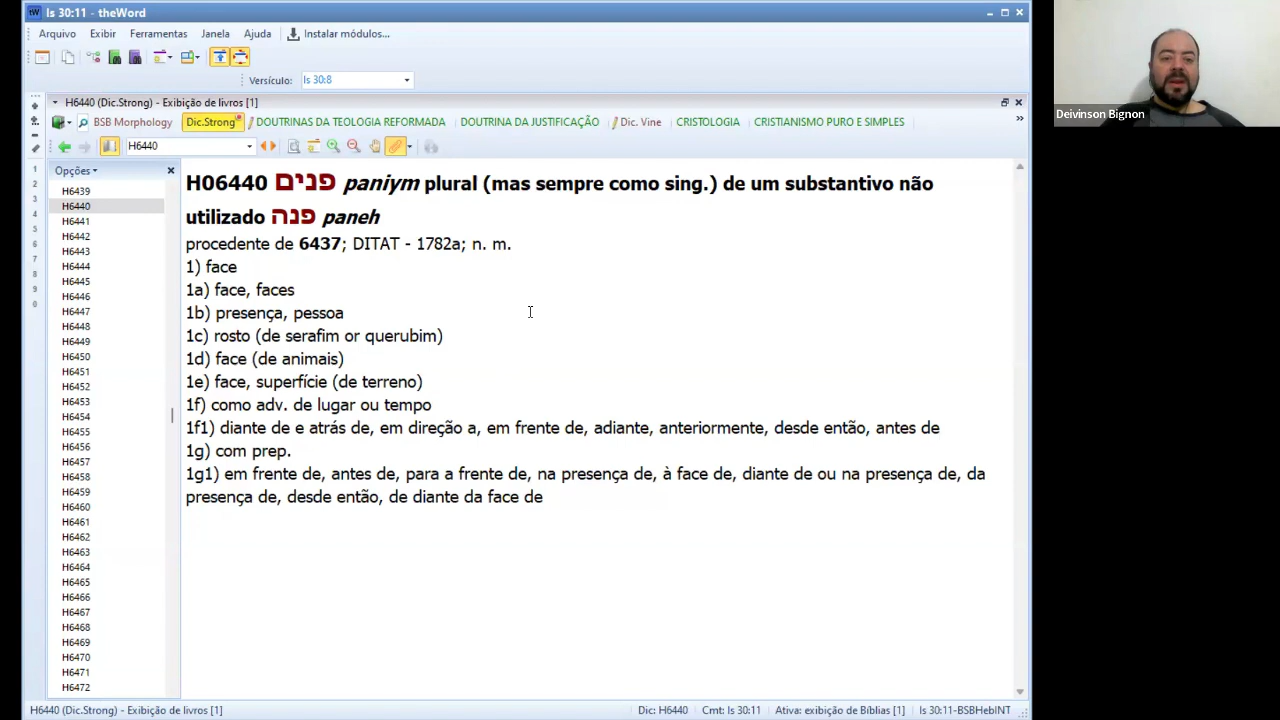 Is 30:11 - theWord
Arquivo Exibir Ferramentas Janela Ajuda Instalar módulos...
Versículo: Is 30:8
H6440 (Dic.Strong) - Exibição de livros [1]
BSB Morphology Dic.Strong DOUTRINAS DA TEOLOGIA REFORMADA DOUTRINA DA JUSTIFICAÇÃO Dic. Vine CRISTOLOGIA CRISTIANISMO PURO E SIMPLES
H6440
Opções
1
2
3
4
5
6
7
8
9
0
H6439
H6440
H6441
H6442
H6443
H6444
H6445
H6446
H6447
H6448
H6449
H6450
H6451
H6452
H6453
H6454
H6455
H6456
H6457
H6458
H6459
H6460
H6461
H6462
H6463
H6464
H6465
H6466
H6467
H6468
H6469
H6470
H6471
H6472
H06440 פנים paniym plural (mas sempre como sing.) de um substantivo não
utilizado פנה paneh
procedente de 6437; DITAT - 1782a; n. m.
1) face
1a) face, faces
1b) presença, pessoa
1c) rosto (de serafim or querubim)
1d) face (de animais)
1e) face, superfície (de terreno)
1f) como adv. de lugar ou tempo
1f1) diante de e atrás de, em direção a, em frente de, adiante, anteriormente, desde então, antes de
1g) com prep.
1g1) em frente de, antes de, para a frente de, na presença de, à face de, diante de ou na presença de, da
presença de, desde então, de diante da face de
H6440 (Dic.Strong) - Exibição de livros [1] Dic: H6440 Cmt: Is 30:11 Ativa: exibição de Bíblias [1] Is 30:11-BSBHebINT
Deivinson Bignon